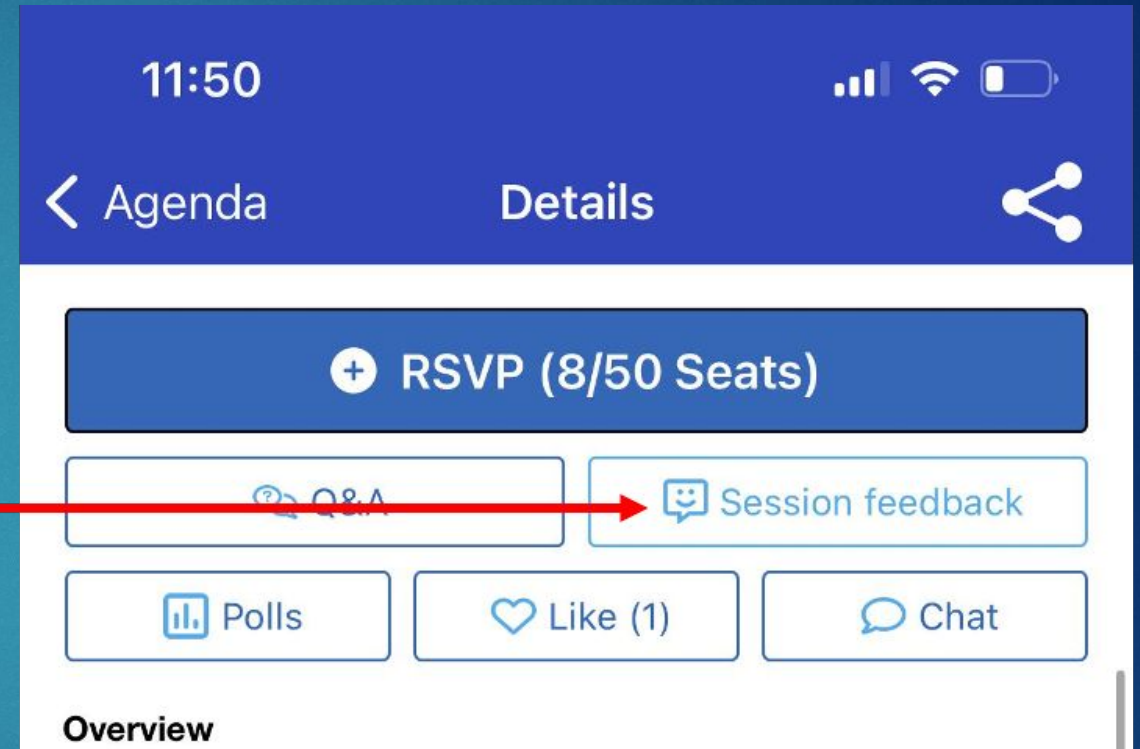 11:50
Agenda Details
RSVP (8/50 Seats)
Q&A Session feedback
Polls Like (1) Chat
Overview